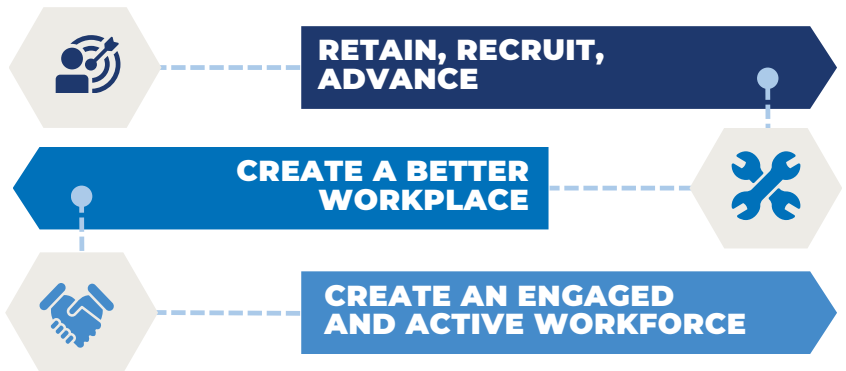 RETAIN, RECRUIT,
ADVANCE
CREATE A BETTER
WORKPLACE
CREATE AN ENGAGED
AND ACTIVE WORKFORCE